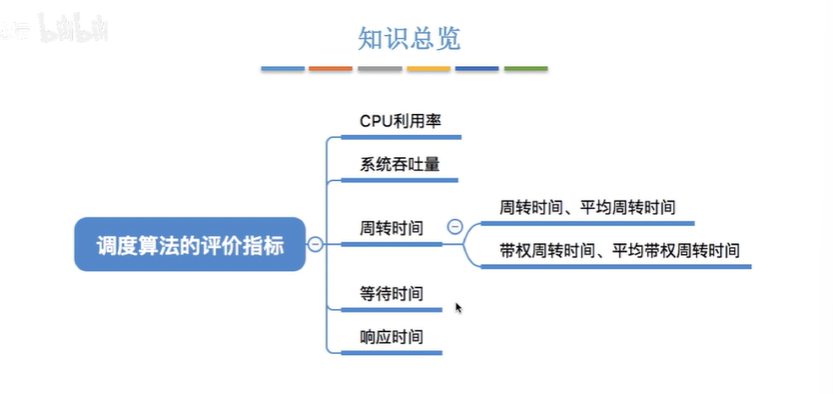 知识总览
CPU利用率
系统吞吐量
周转时间
周转时间、平均周转时间
带权周转时间、平均带权周转时间
调度算法的评价指标
等待时间
响应时间